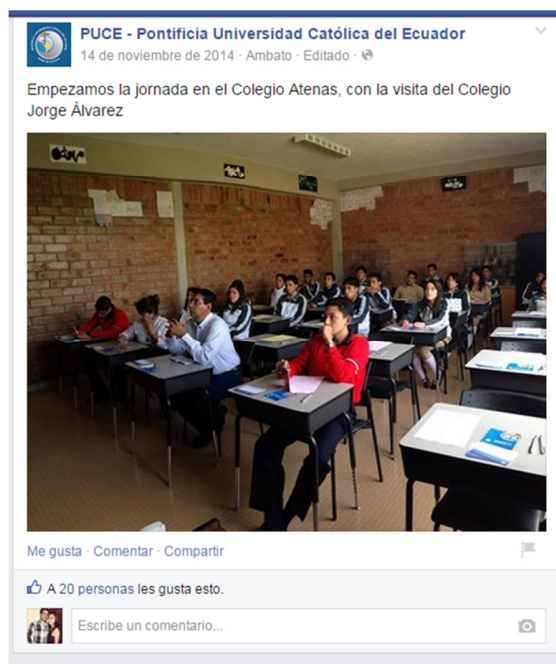 PUCE - Pontificia Universidad Católica del Ecuador
14 de noviembre de 2014 · Ambato · Editado ·
Empezamos la jornada en el Colegio Atenas, con la visita del Colegio
Jorge Àlvarez
Me gusta · Comentar · Compartir
A 20 personas les gusta esto.
Escribe un comentario...